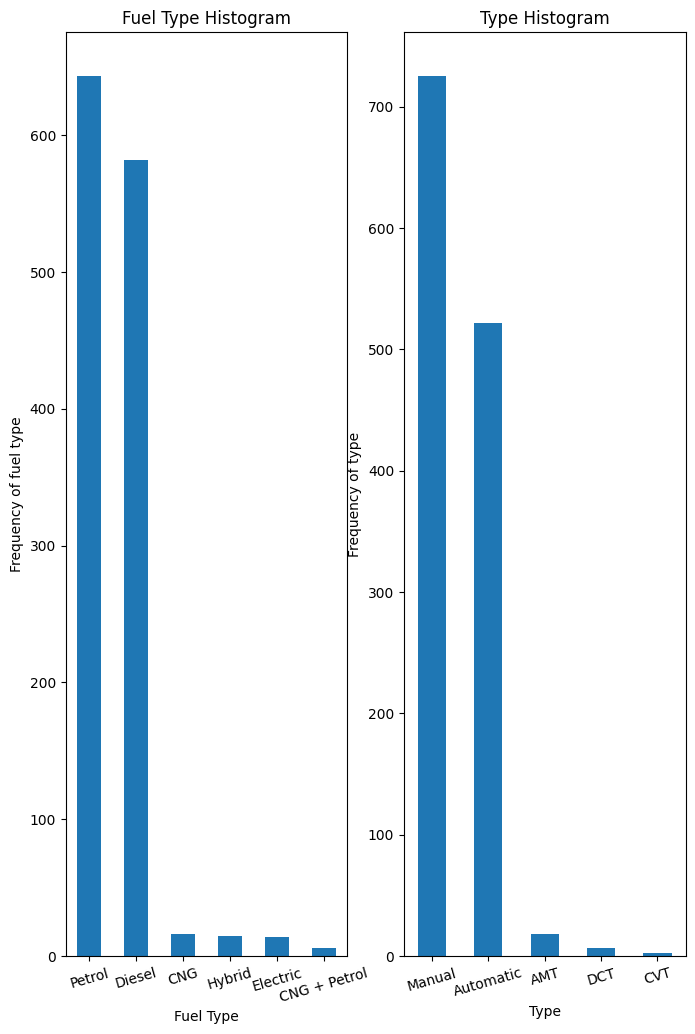 Fuel Type Histogram
600
500
400
300
200
100
0
Frequency of fuel type
Petrol
Diesel
CNG
Hybrid
Electric
CNG + Petrol
Fuel Type
Type Histogram
700
600
500
400
300
200
100
0
Frequency of type
Manual
Automatic
AMT
DCT
CVT
Type